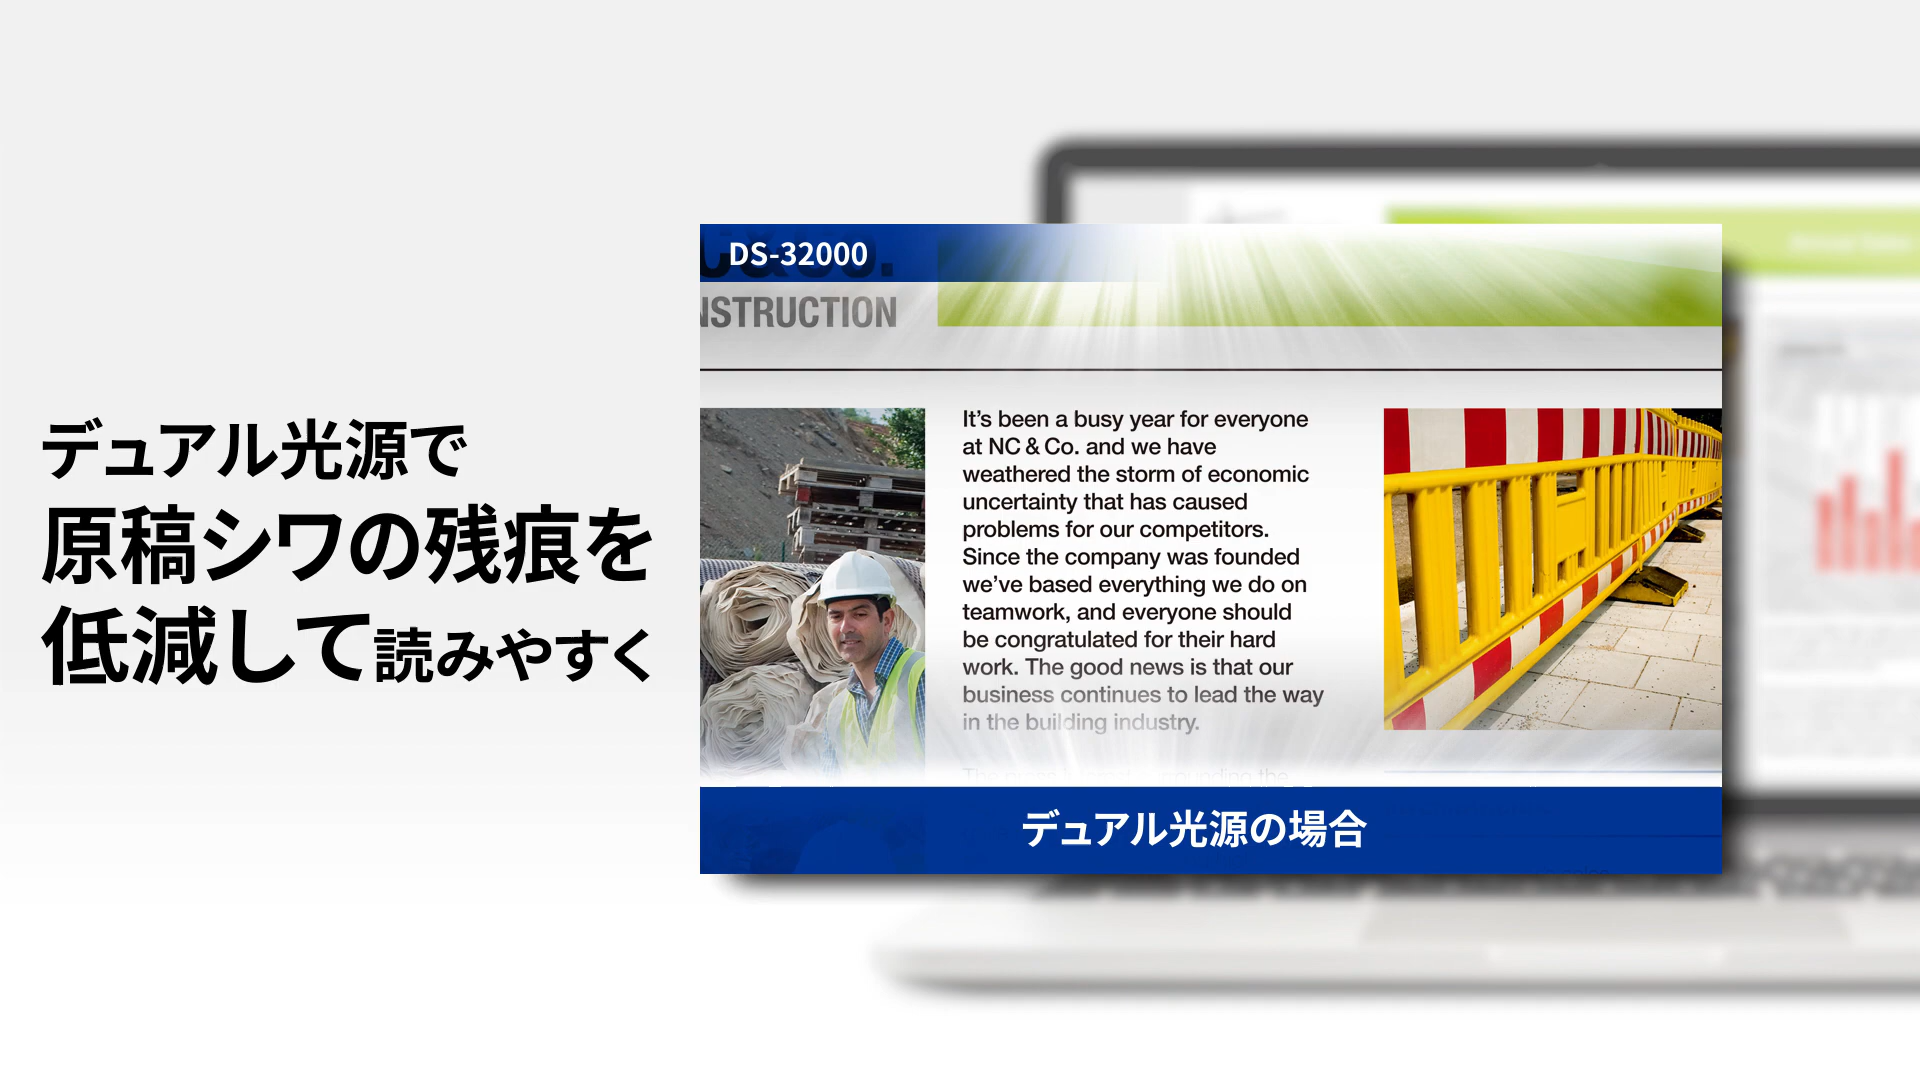 デュアル光源で
原稿シワの残痕を
低減して読みやすく
DS-32000
NSTRUCTION
It's been a busy year for everyone
at NC & Co. and we have
weathered the storm of economic
uncertainty that has caused
problems for our competitors.
Since the company was founded
we've based everything we do on
teamwork, and everyone should
be congratulated for their hard
work. The good news is that our
business continues to lead the way
in the building industry.
デュアル光源の場合